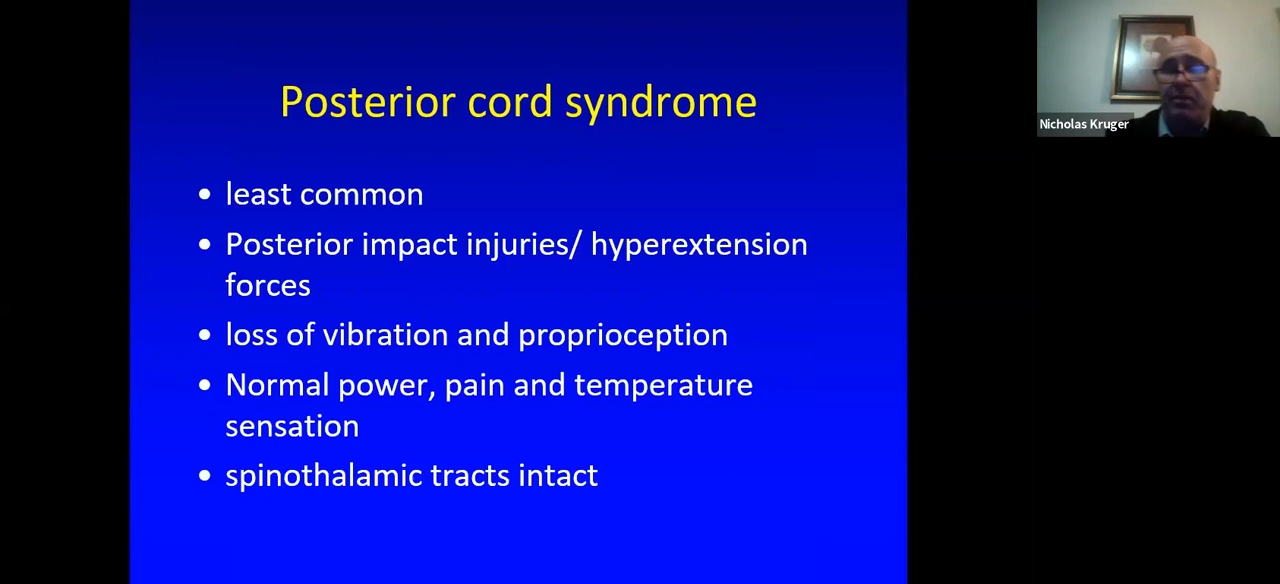 Posterior cord syndrome
• least common
• Posterior impact injuries/ hyperextension
forces
• loss of vibration and proprioception
• Normal power, pain and temperature
sensation
• spinothalamic tracts intact
Nicholas Kruger